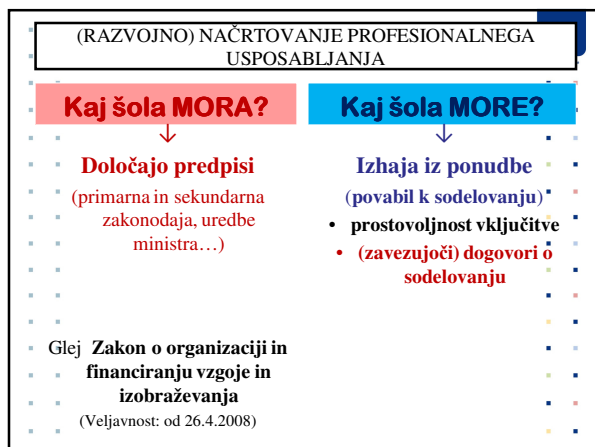 (RAZVOJNO) NAČRTOVANJE PROFESIONALNEGA
USPOSABLJANJA
Kaj šola MORA?
Določajo predpisi
(primarna in sekundarna
zakonodaja, uredbe
ministra…)
Glej Zakon o organizaciji in
financiranju vzgoje in
izobraževanja
(Veljavnost: od 26.4.2008)
Kaj šola MORE?
Izhaja iz ponudbe
(povabil k sodelovanju)
• prostovoljnost vključitve
• (zavezujoči) dogovori o
sodelovanju